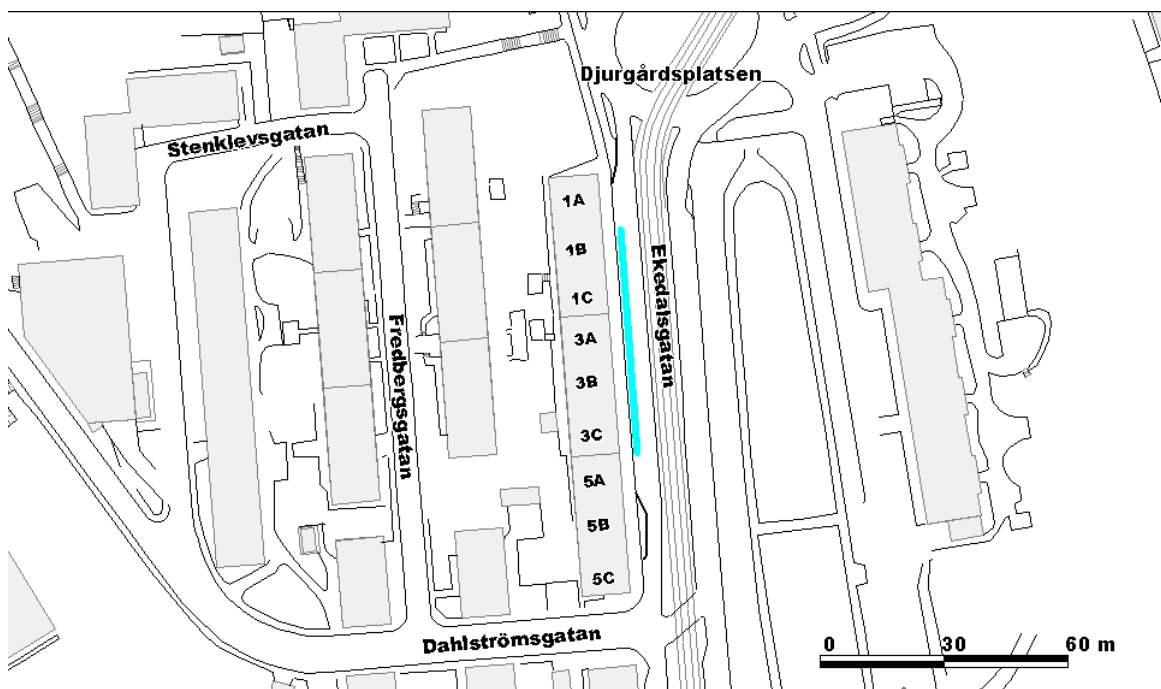 Djurgårdsplatsen
Stenklevsgatan
1A
1B
Ekedalsgatan
1C
Fredbergsgatan
3A
3B
3C
5A
5B
5C
Dahlströmsgatan
0 30 60 m